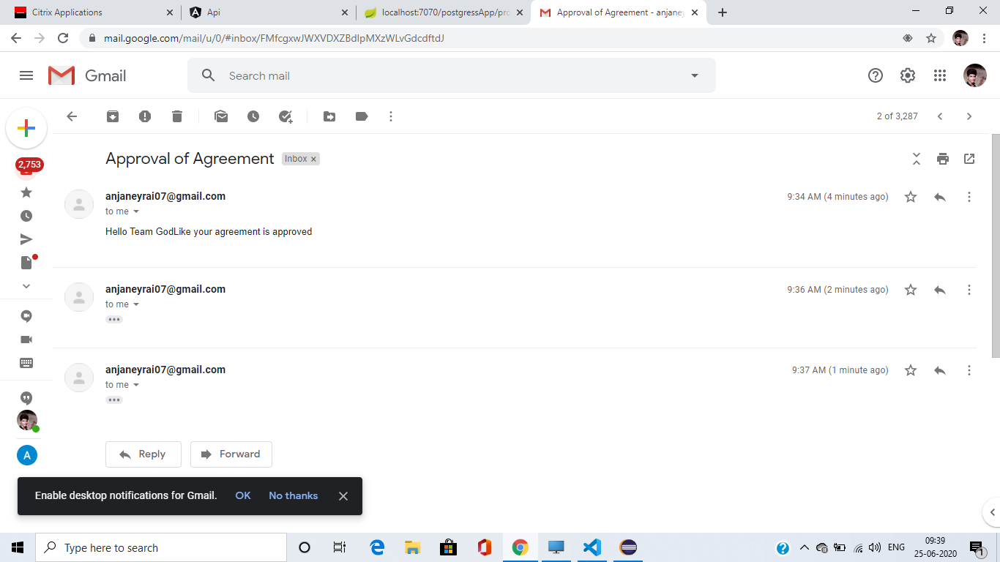 Citrix Applications
Api
localhost:7070/postgressApp/pro
Approval of Agreement - anjaney
mail.google.com/mail/u/0/#inbox/FMfcgxwJWXVDXZBdIpMXzWLvGdcdftdJ
Gmail
Search mail
2 of 3,287
2,753
Approval of Agreement
Inbox x
anjaneyrai07@gmail.com
9:34 AM (4 minutes ago)
to me
Hello Team GodLike your agreement is approved
anjaneyrai07@gmail.com
9:36 AM (2 minutes ago)
to me
anjaneyrai07@gmail.com
9:37 AM (1 minute ago)
to me
A
Reply
Forward
Enable desktop notifications for Gmail.
OK
No thanks
Type here to search
ENG
09:39
25-06-2020
1